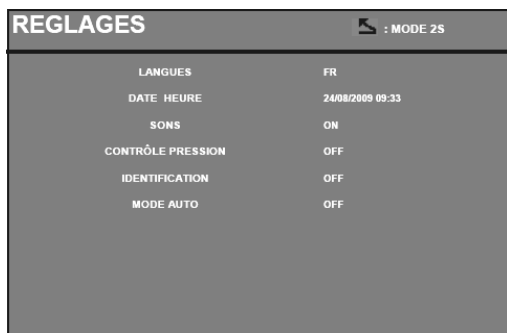 REGLAGES : MODE 2S
LANGUES FR
DATE HEURE 24/08/2009 09:33
SONS ON
CONTRÔLE PRESSION OFF
IDENTIFICATION OFF
MODE AUTO OFF